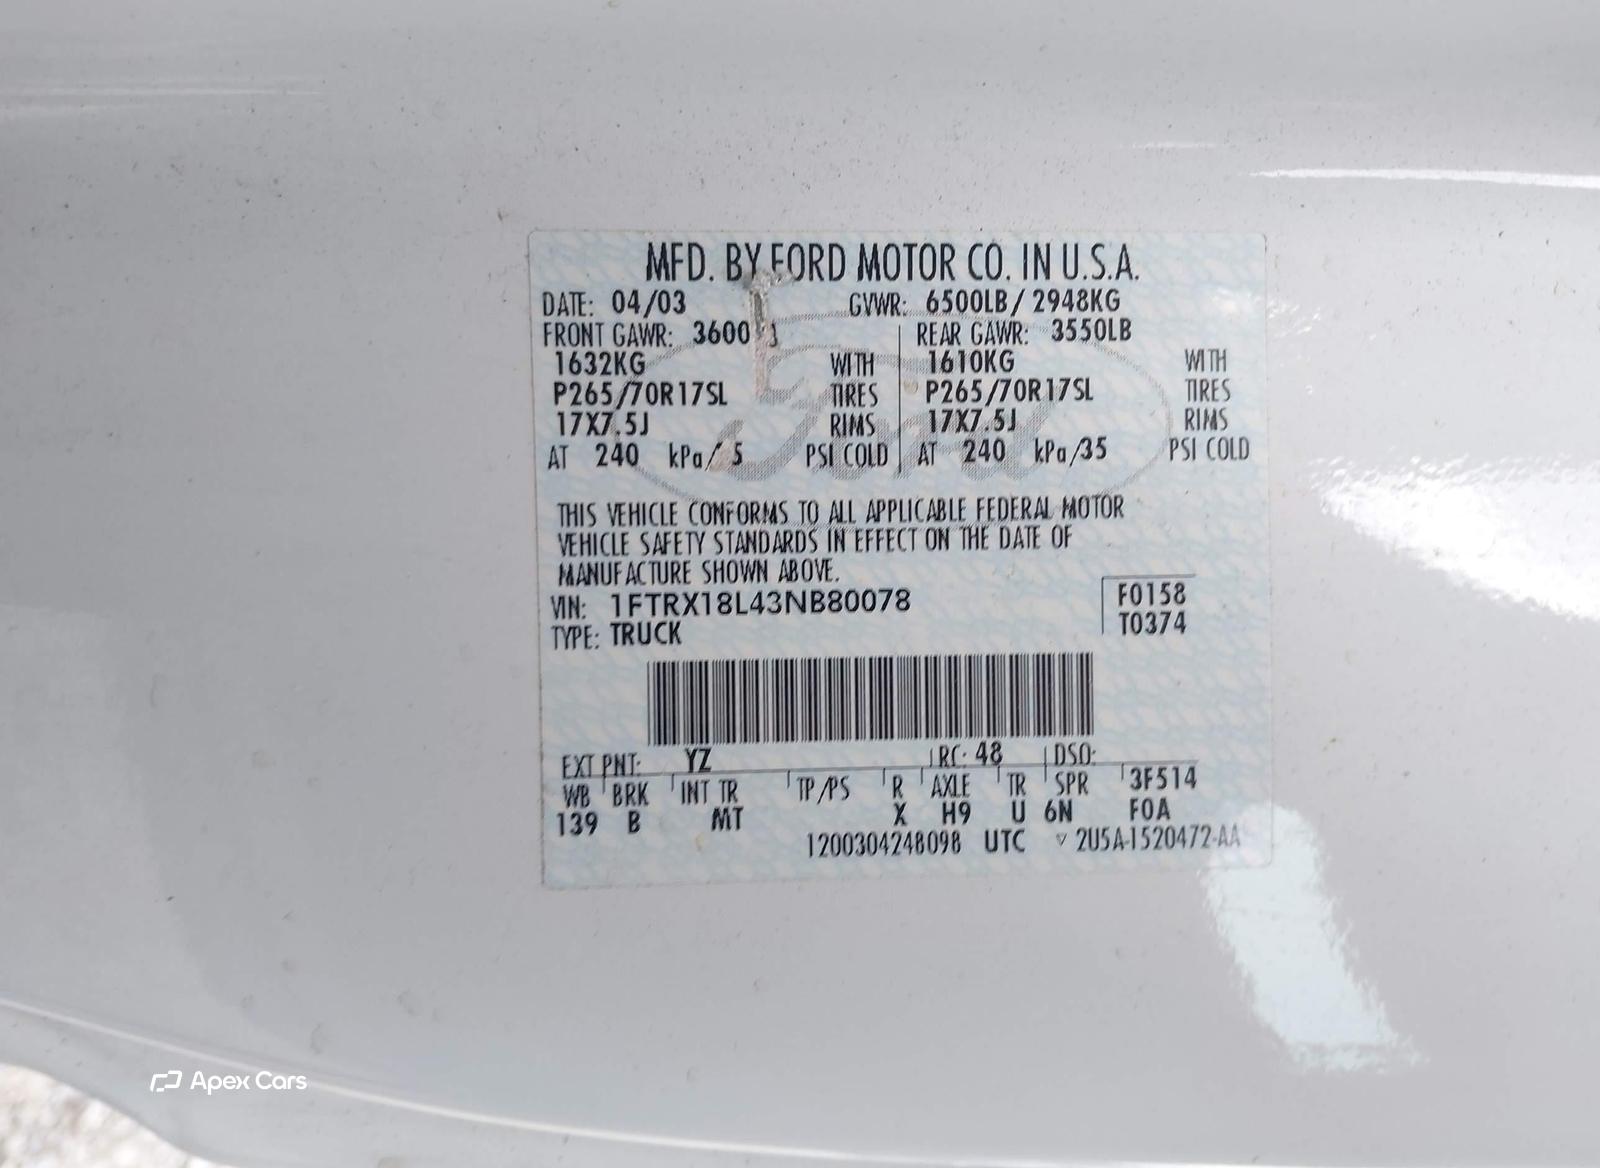 MFD. BY FORD MOTOR CO. IN U.S.A.
DATE: 04/03 GVWR: 6500LB/ 2948KG
FRONT GAWR: 3600 REAR GAWR: 3550LB
1632KG WITH 1610KG WITH
P265/70R17SL TIRES P265/70R17SL TIRES
17X7.5J RIMS 17X7.5J RIMS
AT 240 kPa/ 5 PSI COLD AT 240 kPa/35 PSI COLD
Ford
THIS VEHICLE CONFORMS TO ALL APPLICABLE FEDERAL MOTOR
VEHICLE SAFETY STANDARDS IN EFFECT ON THE DATE OF
MANUFACTURE SHOWN ABOVE.
VIN: 1FTRX18L43NB80078 F0158
TYPE: TRUCK T0374
EXT PNT: YZ RC: 48 DSO:
WB BRK INT TR TP/PS R AXLE TR SPR 3F514
139 B MT X H9 U 6N F0A
1200304248098 UTC ▽ 2U5A-1520472-AA
Apex Cars